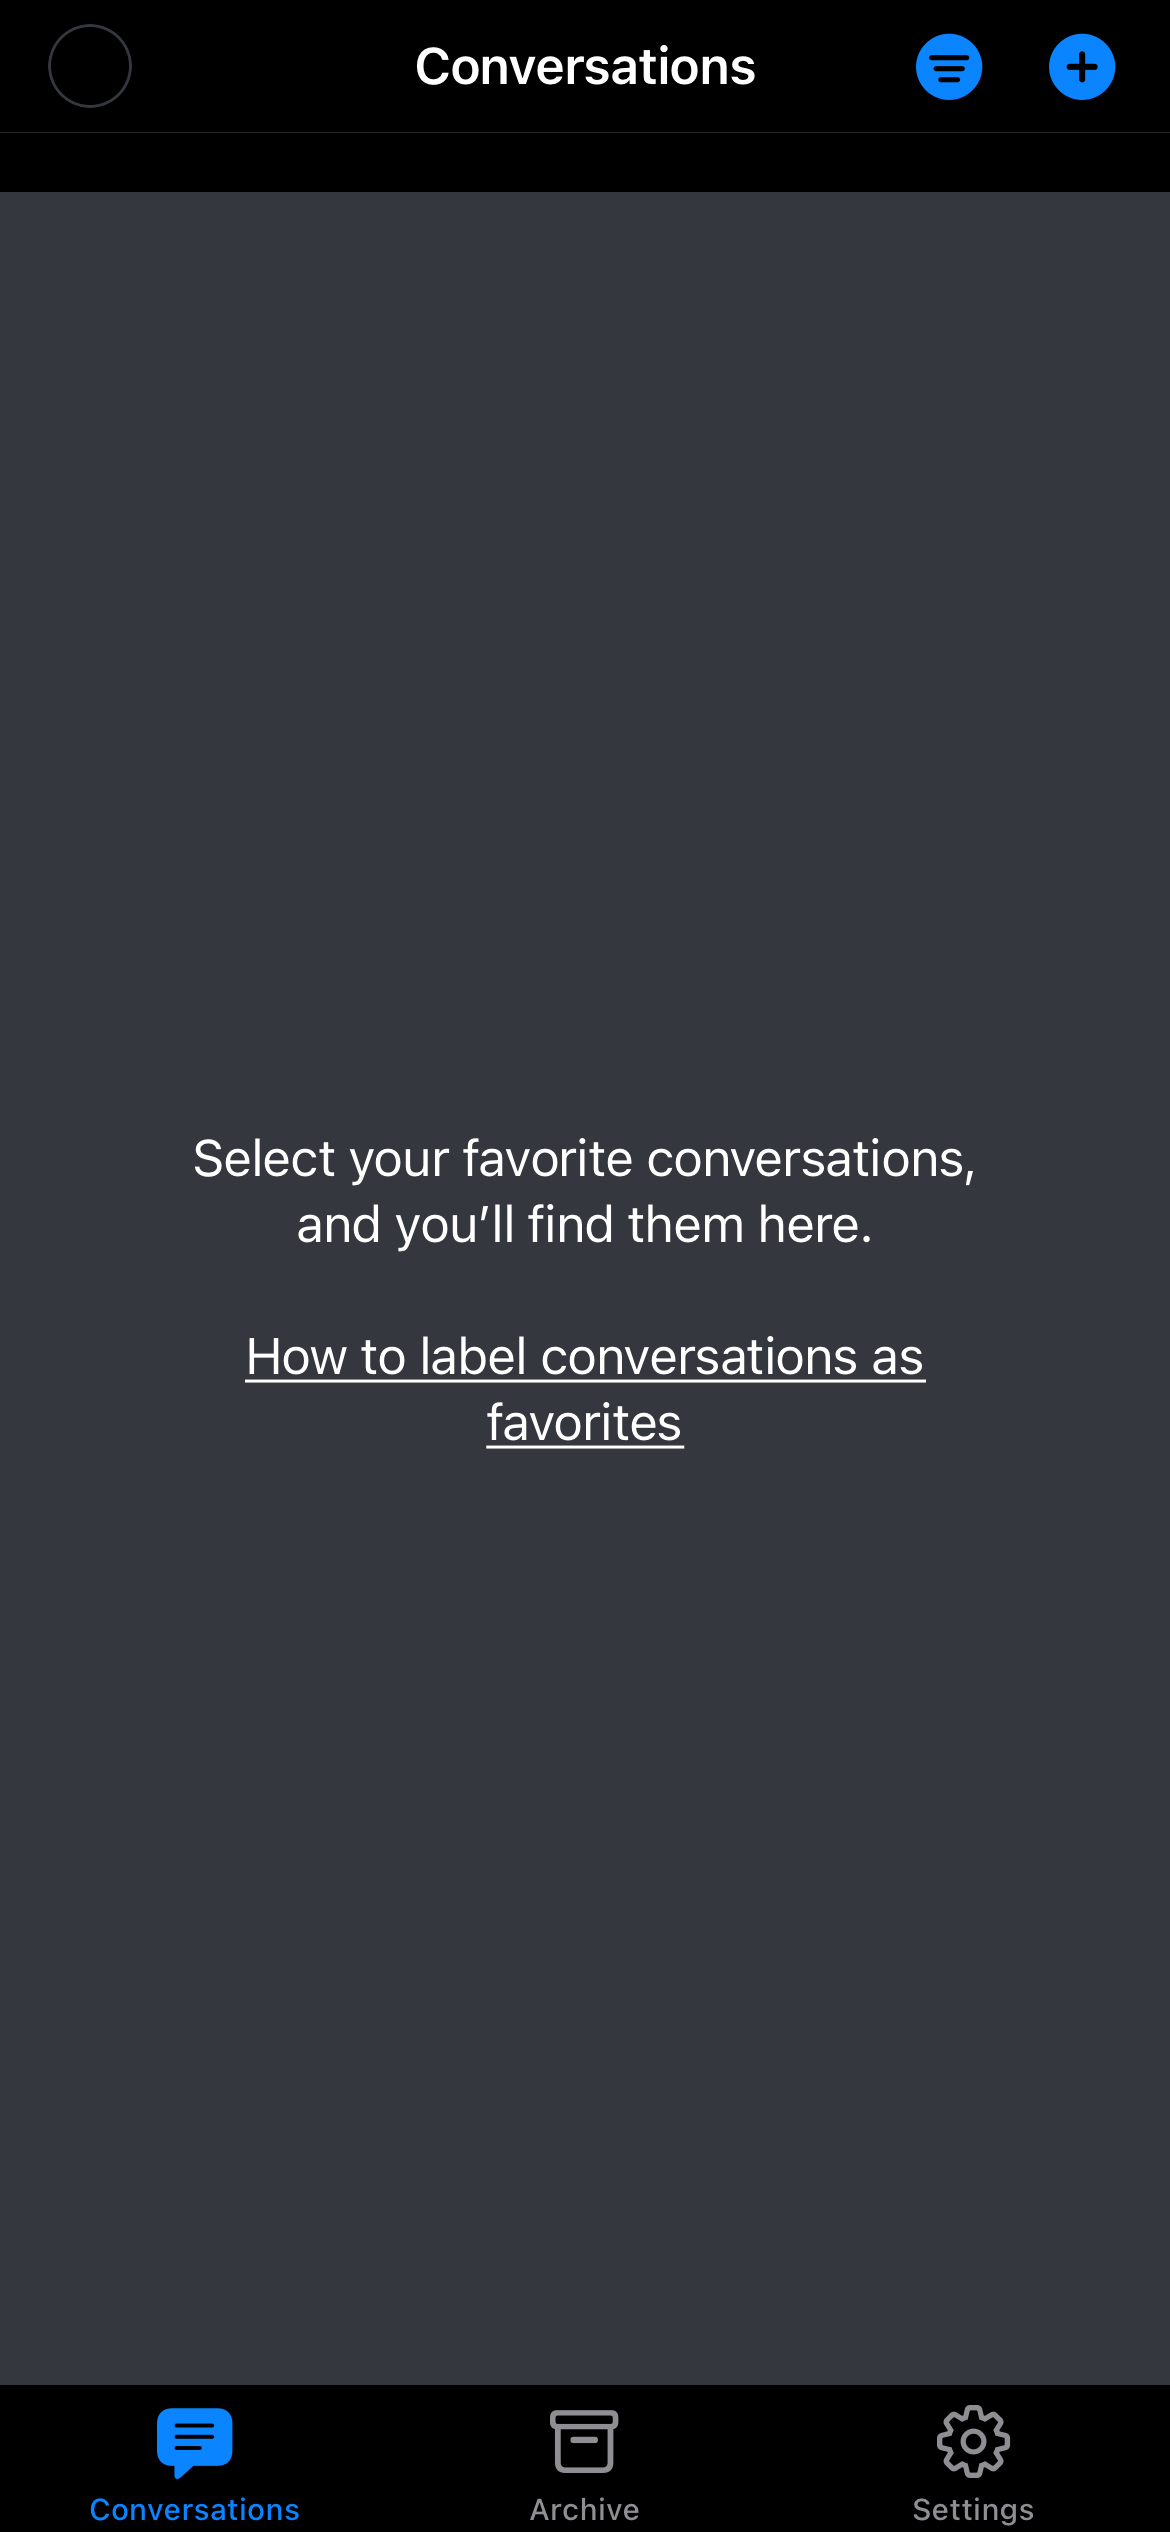 Conversations
Select your favorite conversations,
and you’ll find them here.
How to label conversations as
favorites
Conversations
Archive
Settings